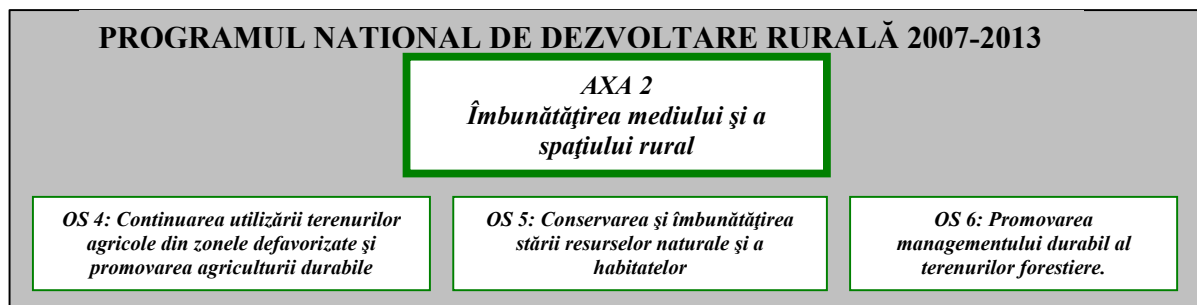 PROGRAMUL NATIONAL DE DEZVOLTARE RURALĂ 2007-2013
AXA 2
Îmbunătăţirea mediului şi a
spaţiului rural
OS 4: Continuarea utilizării terenurilor
agricole din zonele defavorizate şi
promovarea agriculturii durabile
OS 5: Conservarea şi îmbunătăţirea
stării resurselor naturale şi a
habitatelor
OS 6: Promovarea
managementului durabil al
terenurilor forestiere.